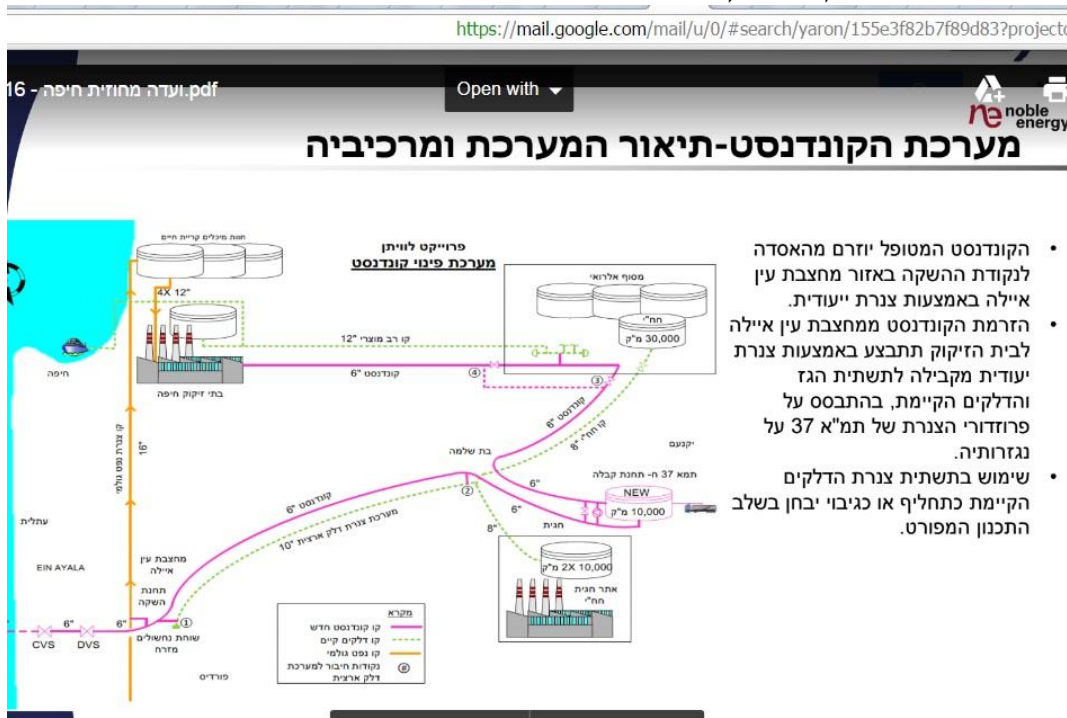 https://mail.google.com/mail/u/0/#search/yaron/155e3f82b7f89d83?project
ועדה מחוזית חיפה - 16.pdf
Open with
noble
energy
מערכת הקונדנסט-תיאור המערכת ומרכיביה
• הקונדנסט המטופל יוזרם מהאסדה
לנקודת ההשקה באזור מחצבת עין
איילה באמצעות צנרת ייעודית.
• הזרמת הקונדנסט ממחצבת עין איילה
לבית הזיקוק תתבצע באמצעות צנרת
יעודית מקבילה לתשתית הגז
והדלקים הקיימת, בהתבסס על
פרוזדורי הצנרת של תמ"א 37 על
נגזרותיה.
• שימוש בתשתית צנרת הדלקים
הקיימת כתחליף או כגיבוי יבחן בשלב
התכנון המפורט.
פרוייקט לוויתן
מערכת פינוי קונדנסט
חוות מיכלים קריית חיים
4X 12"
חיפה
בתי זיקוק חיפה
קו רב מוצרי 12"
קונדנסט 6"
מסוף אלרואי
חח"י
30,000 מ"ק
④
③
קונדנסט 6"
קו חח"י 8"
יקנעם
בת שלמה
תמא 37 ח- תחנת קבלה
NEW
10,000 מ"ק
6"
6"
②
חגית
8"
2X 10,000 מ"ק
אתר חגית
חח"י
קונדנסט 6"
מערכת צנרת דלק ארצית 10"
קו צנרת נפט גולמי
16"
עתלית
EIN AYALA
מחצבת עין
איילה
תחנת
השקה
①
6"
6"
CVS
DVS
שוחת נחשולים
מזרח
פורדיס
מקרא
קו קונדנסט חדש
קו דלקים קיים
קו נפט גולמי
נקודות חיבור למערכת
דלק ארצית
#